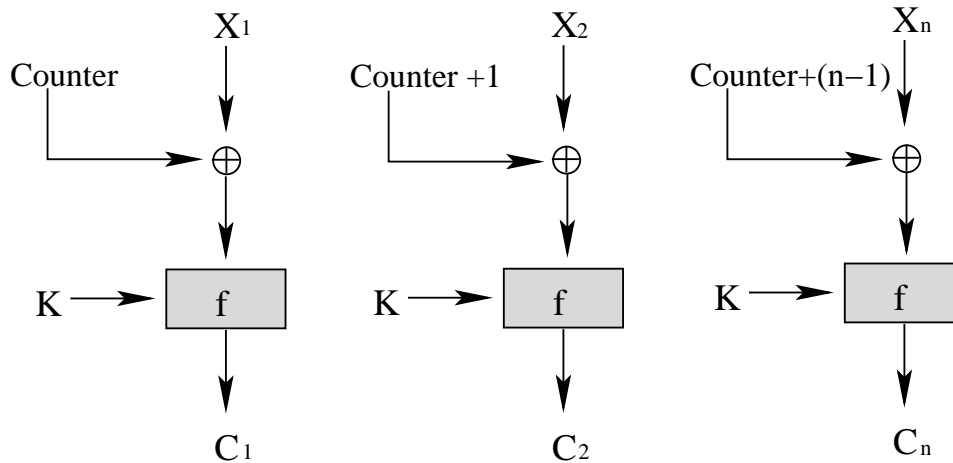 X1 X2 Xn
Counter Counter +1 Counter+(n−1)
K f K f K f
C1 C2 Cn